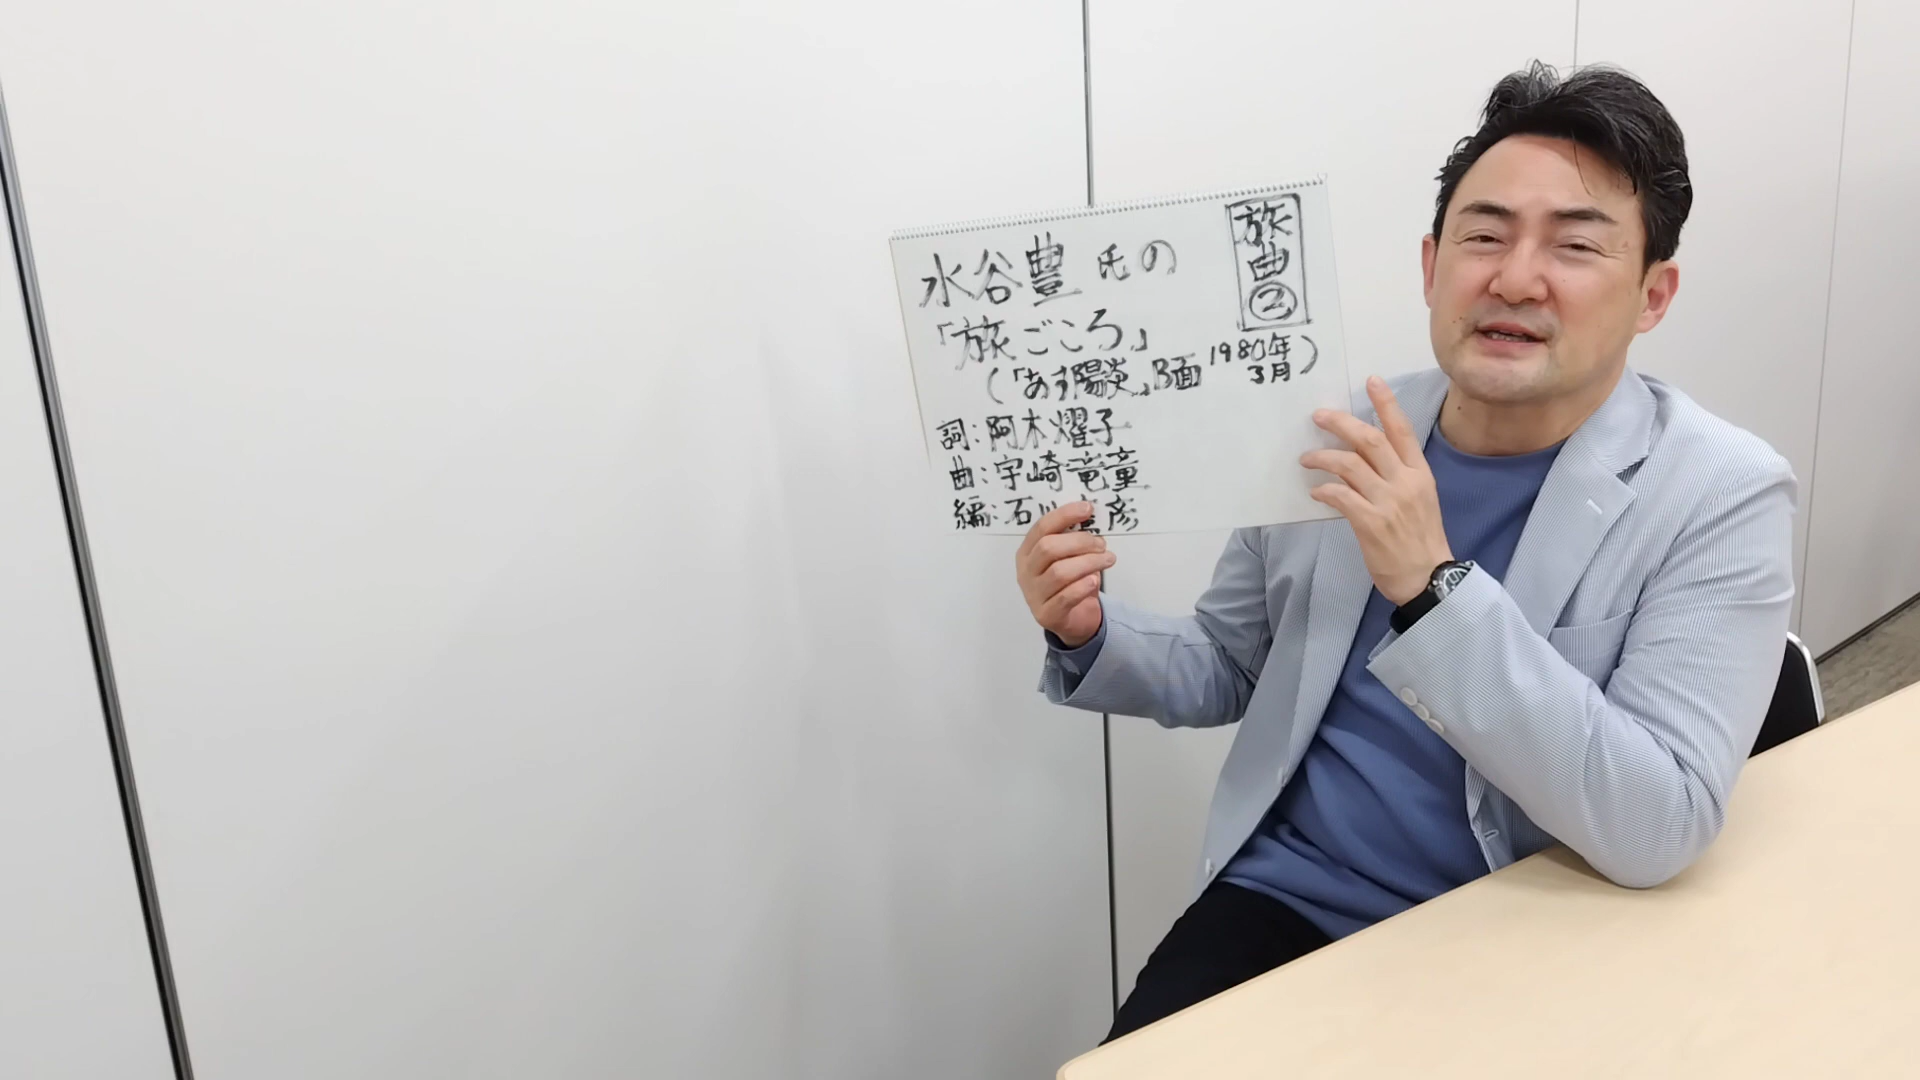 旅曲②
水谷豊氏の
「旅ごころ」
(「あす陽炎」B面 1980年3月)
詞:阿木燿子
曲:宇崎竜童
編:石川鷹彦